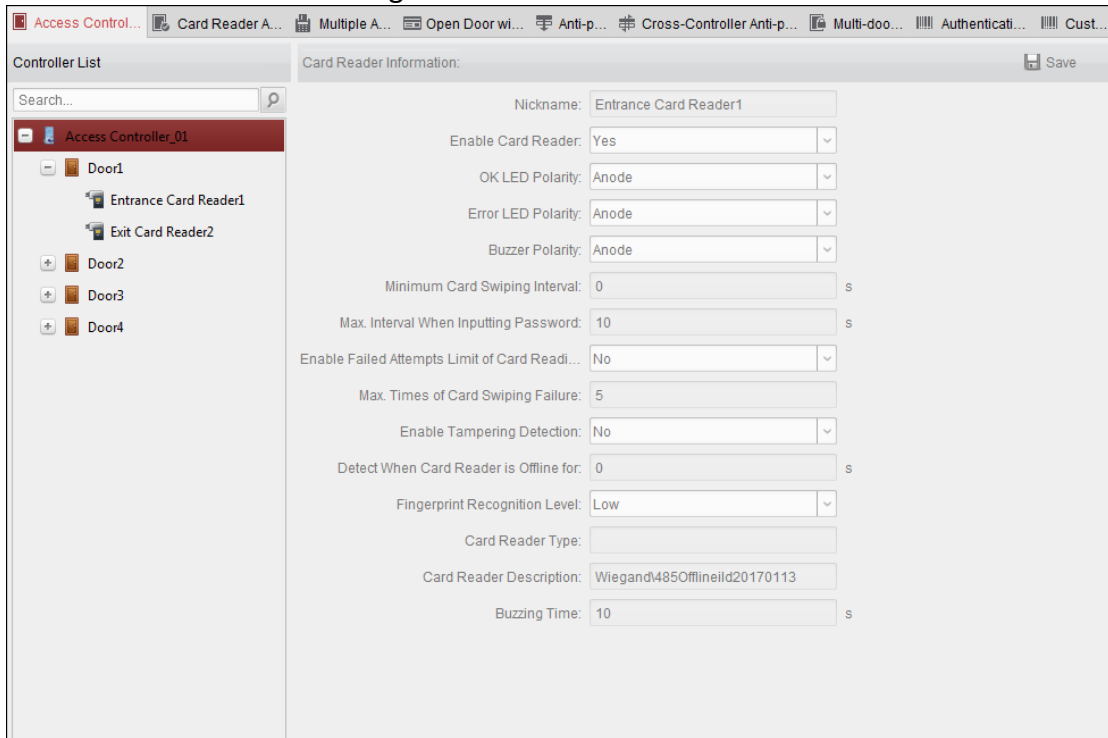 Access Control... Card Reader A... Multiple A... Open Door wi... Anti-p... Cross-Controller Anti-p... Multi-doo... Authenticati... Cust...
Controller List
Card Reader Information:
Save
Search...
Access Controller_01
Door1
Entrance Card Reader1
Exit Card Reader2
Door2
Door3
Door4
Nickname: Entrance Card Reader1
Enable Card Reader: Yes
OK LED Polarity: Anode
Error LED Polarity: Anode
Buzzer Polarity: Anode
Minimum Card Swiping Interval: 0 s
Max. Interval When Inputting Password: 10 s
Enable Failed Attempts Limit of Card Readi... No
Max. Times of Card Swiping Failure: 5
Enable Tampering Detection: No
Detect When Card Reader is Offline for: 0 s
Fingerprint Recognition Level: Low
Card Reader Type:
Card Reader Description: Wiegand\485Offlineild20170113
Buzzing Time: 10 s